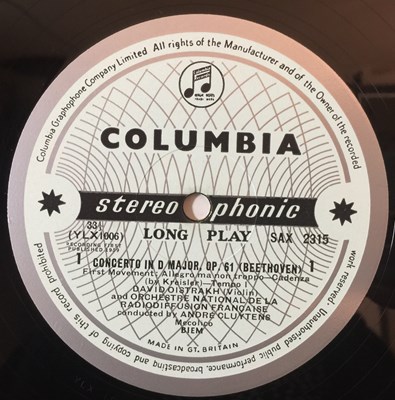 Columbia Graphophone Company Limited All rights of the Manufacturer and of the Owner of the recorded
work reserved Unauthorised public performance, broadcasting and copying of this record prohibited
COLUMBIA
stereo phonic
33⅓
(YLX1006)
LONG PLAY
SAX 2315
RECORDING FIRST
PUBLISHED 1959
1 CONCERTO IN D MAJOR, OP. 61 (BEETHOVEN) 1
First Movement; Allegro ma non troppo—Cadenza
(by Kreisler)—Tempo I
DAVID OISTRAKH (Violin)
and ORCHESTRE NATIONAL DE LA
RADIODIFFUSION FRANÇAISE
conducted by ANDRÉ CLUYTENS
Mecolico
BIEM
MADE IN GT. BRITAIN